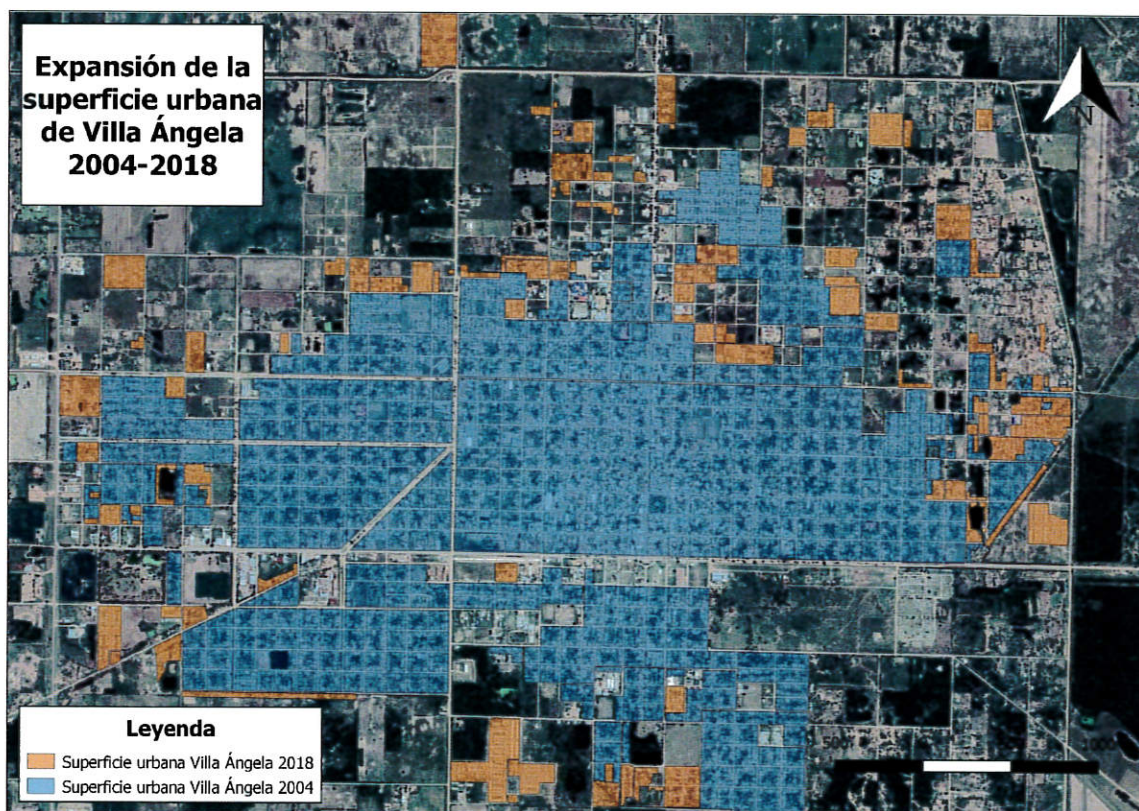 Expansión de la
superficie urbana
de Villa Ángela
2004-2018
N
Leyenda
Superficie urbana Villa Ángela 2018
Superficie urbana Villa Ángela 2004
1000